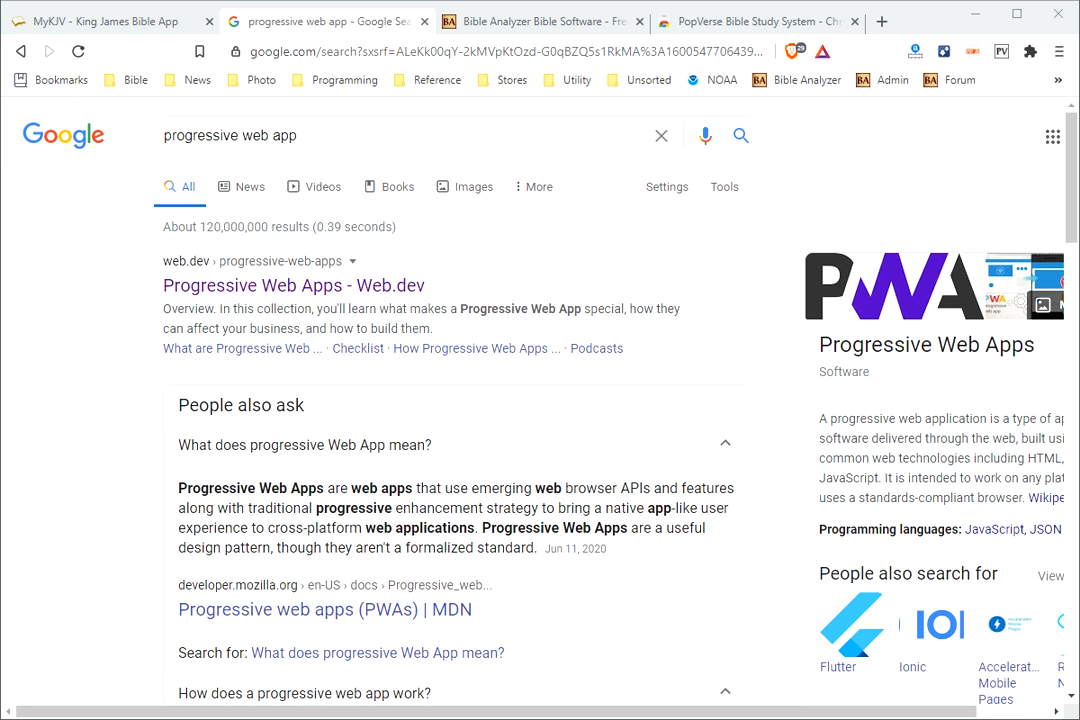 MyKJV - King James Bible App
progressive web app - Google Sea
Bible Analyzer Bible Software - Fre
PopVerse Bible Study System - Ch
google.com/search?sxsrf=ALeKk00qY-2kMVpKtOzd-G0qBZQ5s1RkMA%3A1600547706439...
29
PV
Bookmarks
Bible
News
Photo
Programming
Reference
Stores
Utility
Unsorted
NOAA
BA Bible Analyzer
BA Admin
BA Forum
»
Google
progressive web app
All
News
Videos
Books
Images
More
Settings
Tools
About 120,000,000 results (0.39 seconds)
web.dev › progressive-web-apps
Progressive Web Apps - Web.dev
Overview. In this collection, you'll learn what makes a Progressive Web App special, how they
can affect your business, and how to build them.
What are Progressive Web ... · Checklist · How Progressive Web Apps ... · Podcasts
People also ask
What does progressive Web App mean?
Progressive Web Apps are web apps that use emerging web browser APIs and features
along with traditional progressive enhancement strategy to bring a native app-like user
experience to cross-platform web applications. Progressive Web Apps are a useful
design pattern, though they aren't a formalized standard. Jun 11, 2020
developer.mozilla.org › en-US › docs › Progressive_web...
Progressive web apps (PWAs) | MDN
Search for: What does progressive Web App mean?
How does a progressive web app work?
PWA
PWA
Progressive Web Apps
Software
A progressive web application is a type of ap
software delivered through the web, built usi
common web technologies including HTML,
JavaScript. It is intended to work on any plat
uses a standards-compliant browser. Wikipe
Programming languages: JavaScript, JSON
People also search for
View
Flutter
Ionic
Accelerat...
Mobile
Pages